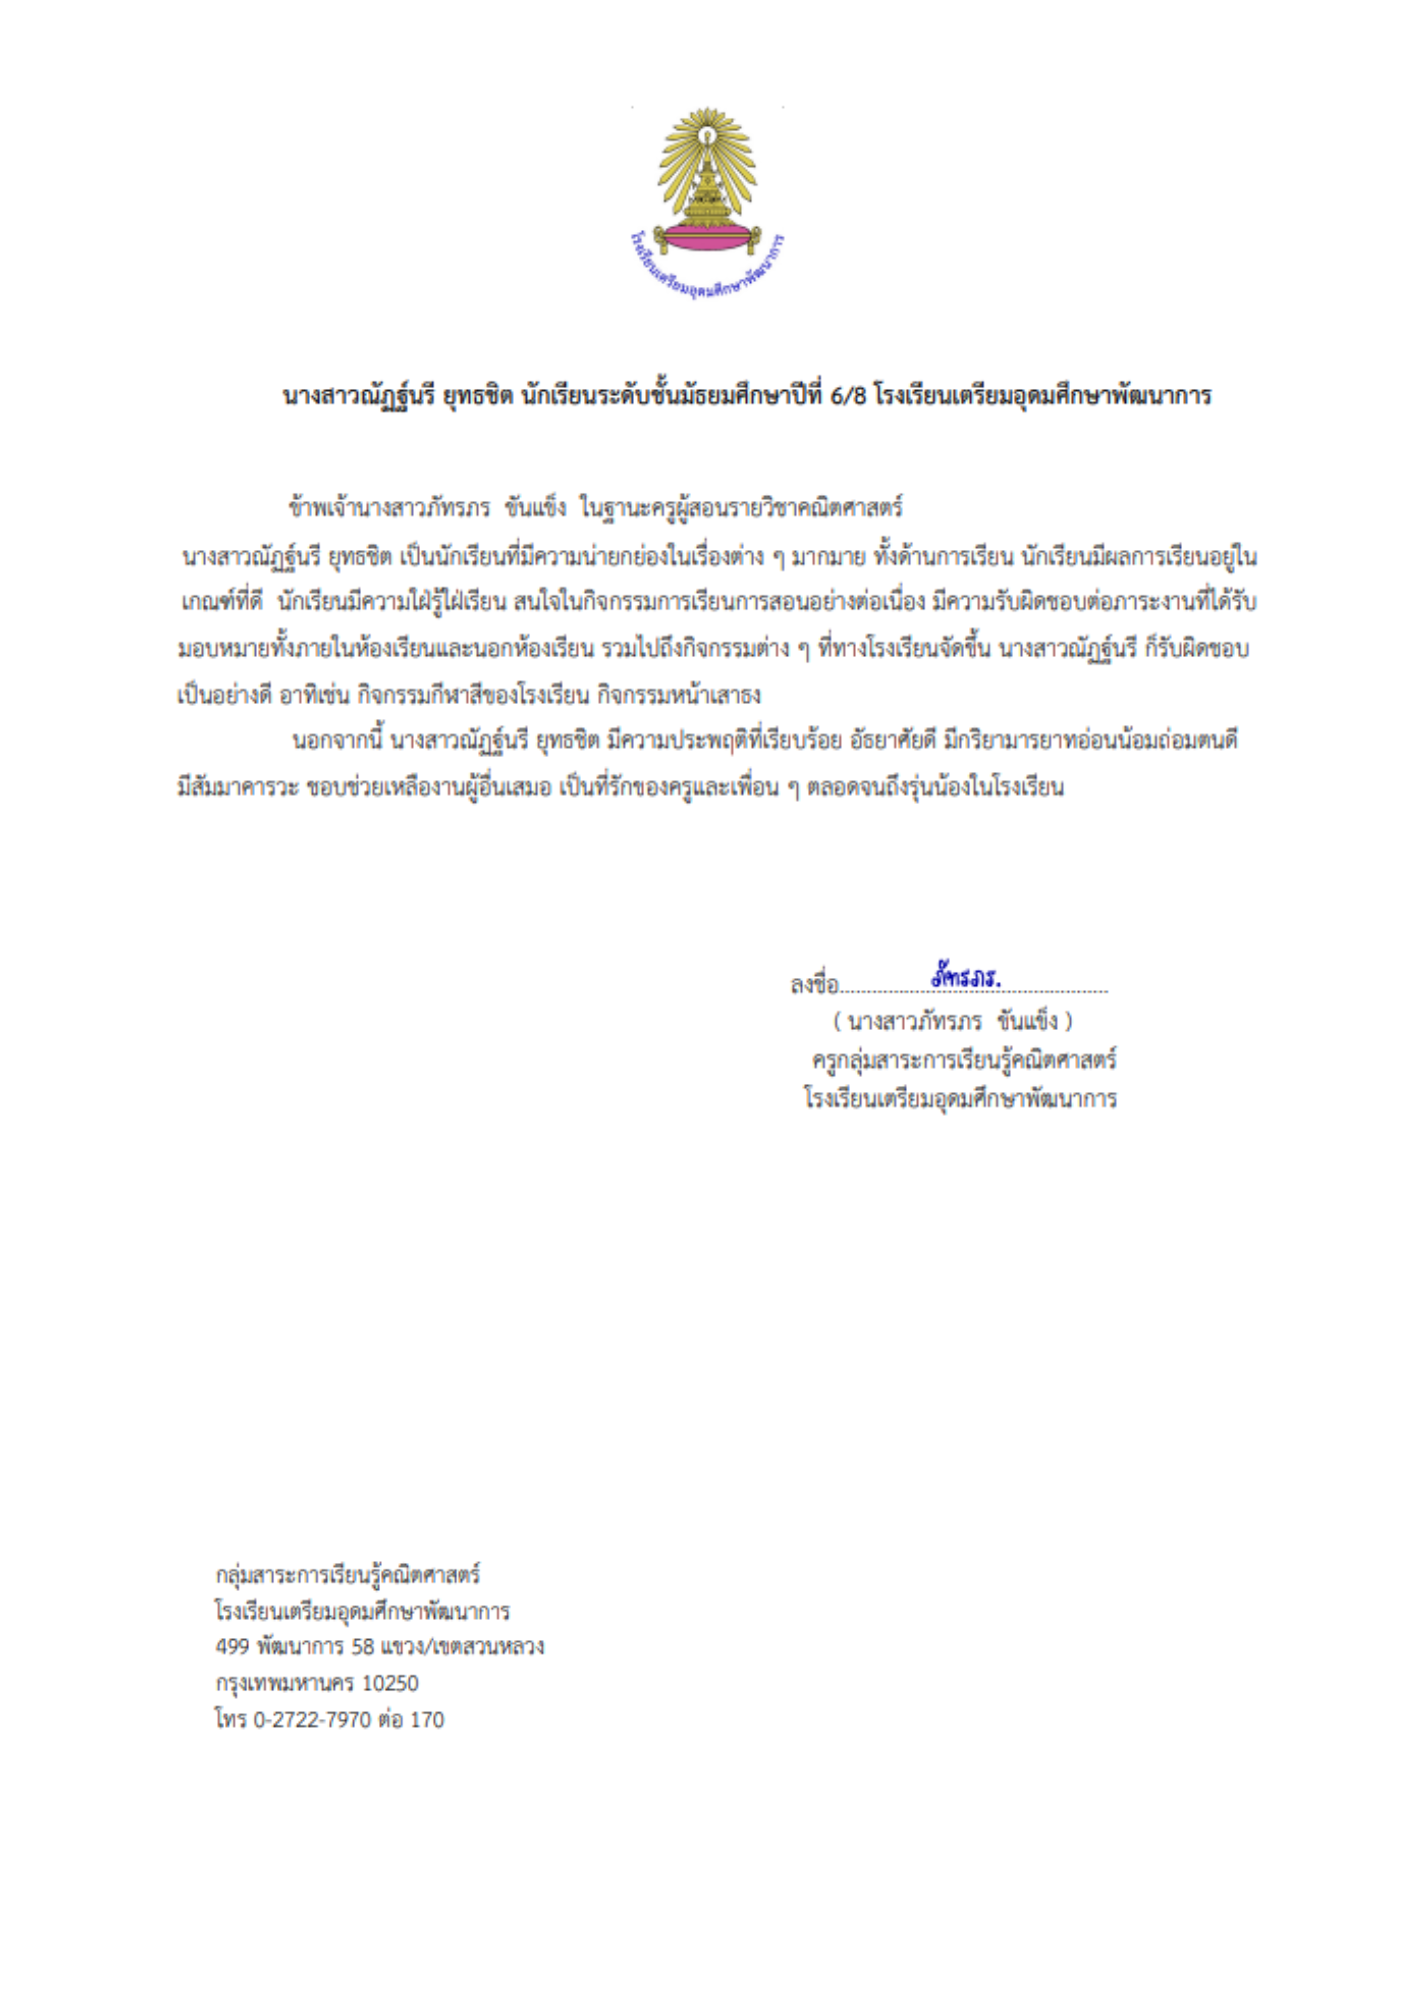 โรงเรียนเตรียมอุดมศึกษาพัฒนาการ
นางสาวณัฏฐ์นรี ยุทธชิต นักเรียนระดับชั้นมัธยมศึกษาปีที่ 6/8 โรงเรียนเตรียมอุดมศึกษาพัฒนาการ
ข้าพเจ้านางสาวภัทรภร ขันแข็ง ในฐานะครูผู้สอนรายวิชาคณิตศาสตร์
นางสาวณัฏฐ์นรี ยุทธชิต เป็นนักเรียนที่มีความน่ายกย่องในเรื่องต่าง ๆ มากมาย ทั้งด้านการเรียน นักเรียนมีผลการเรียนอยู่ใน
เกณฑ์ที่ดี นักเรียนมีความใฝ่รู้ใฝ่เรียน สนใจในกิจกรรมการเรียนการสอนอย่างต่อเนื่อง มีความรับผิดชอบต่อภาระงานที่ได้รับ
มอบหมายทั้งภายในห้องเรียนและนอกห้องเรียน รวมไปถึงกิจกรรมต่าง ๆ ที่ทางโรงเรียนจัดขึ้น นางสาวณัฏฐ์นรี ก็รับผิดชอบ
เป็นอย่างดี อาทิเช่น กิจกรรมกีฬาสีของโรงเรียน กิจกรรมหน้าเสาธง
นอกจากนี้ นางสาวณัฏฐ์นรี ยุทธชิต มีความประพฤติที่เรียบร้อย อัธยาศัยดี มีกริยามารยาทอ่อนน้อมถ่อมตนดี
มีสัมมาคารวะ ชอบช่วยเหลืองานผู้อื่นเสมอ เป็นที่รักของครูและเพื่อน ๆ ตลอดจนถึงรุ่นน้องในโรงเรียน
ลงชื่อ ภัทรภร.
( นางสาวภัทรภร ขันแข็ง )
ครูกลุ่มสาระการเรียนรู้คณิตศาสตร์
โรงเรียนเตรียมอุดมศึกษาพัฒนาการ
กลุ่มสาระการเรียนรู้คณิตศาสตร์
โรงเรียนเตรียมอุดมศึกษาพัฒนาการ
499 พัฒนาการ 58 แขวง/เขตสวนหลวง
กรุงเทพมหานคร 10250
โทร 0-2722-7970 ต่อ 170